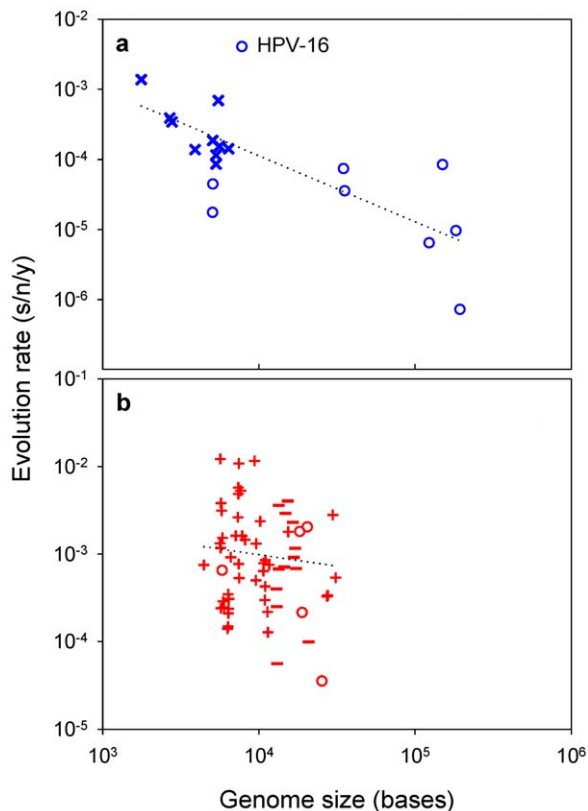 10⁻²
a
HPV-16
10⁻³
10⁻⁴
10⁻⁵
10⁻⁶
Evolution rate (s/n/y)
10⁻¹
b
10⁻²
10⁻³
10⁻⁴
10⁻⁵
10³ 10⁴ 10⁵ 10⁶
Genome size (bases)